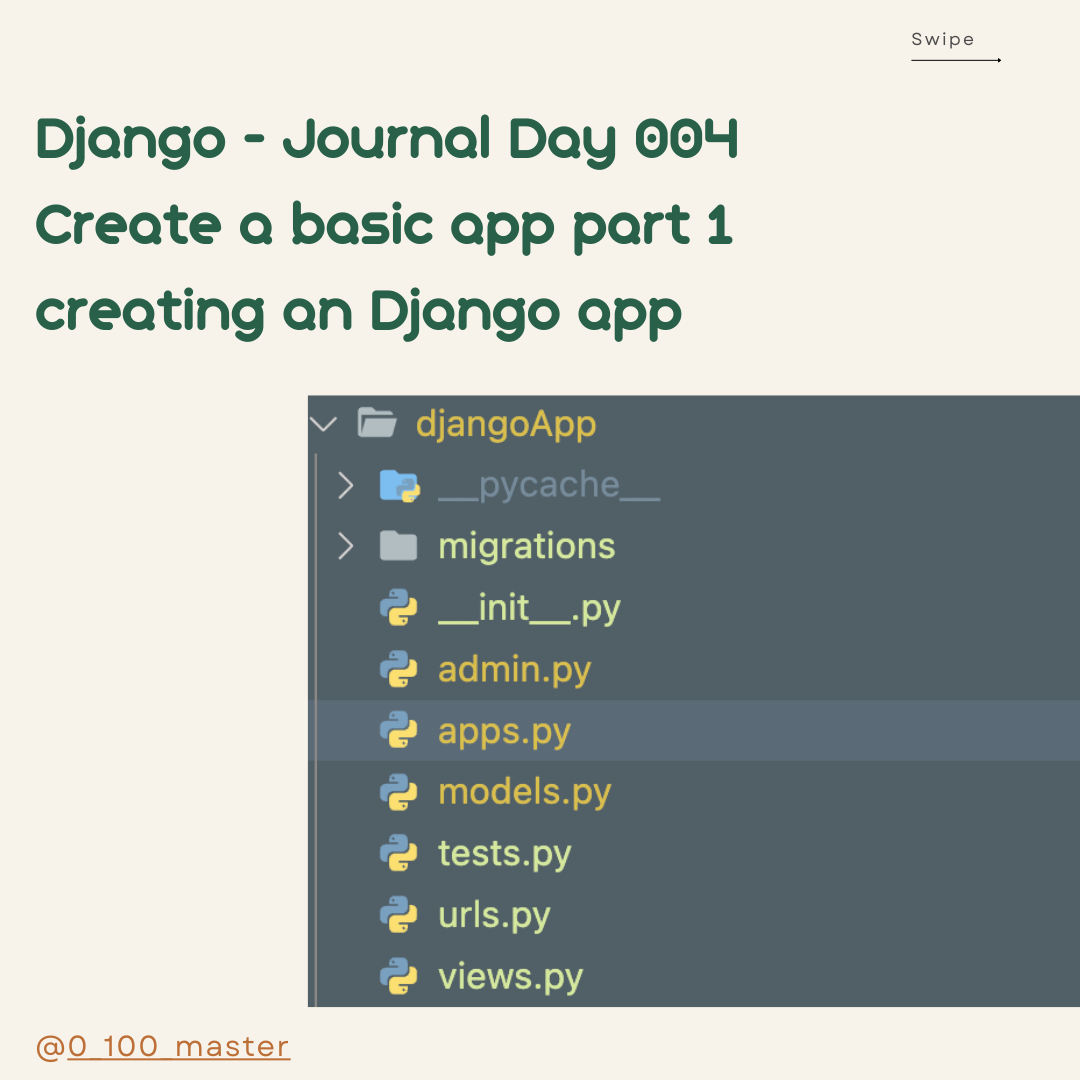 Swipe
Django - Journal Day 004
Create a basic app part 1
creating an Django app
djangoApp
__pycache__
migrations
__init__.py
admin.py
apps.py
models.py
tests.py
urls.py
views.py
@0_100_master